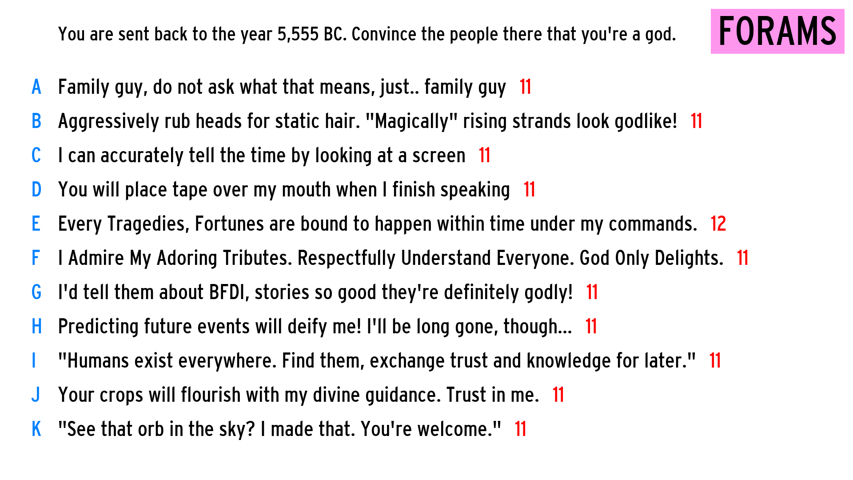 You are sent back to the year 5,555 BC. Convince the people there that you're a god.
FORAMS
A Family guy, do not ask what that means, just.. family guy 11
B Aggressively rub heads for static hair. "Magically" rising strands look godlike! 11
C I can accurately tell the time by looking at a screen 11
D You will place tape over my mouth when I finish speaking 11
E Every Tragedies, Fortunes are bound to happen within time under my commands. 12
F I Admire My Adoring Tributes. Respectfully Understand Everyone. God Only Delights. 11
G I'd tell them about BFDI, stories so good they're definitely godly! 11
H Predicting future events will deify me! I'll be long gone, though... 11
I "Humans exist everywhere. Find them, exchange trust and knowledge for later." 11
J Your crops will flourish with my divine guidance. Trust in me. 11
K "See that orb in the sky? I made that. You're welcome." 11